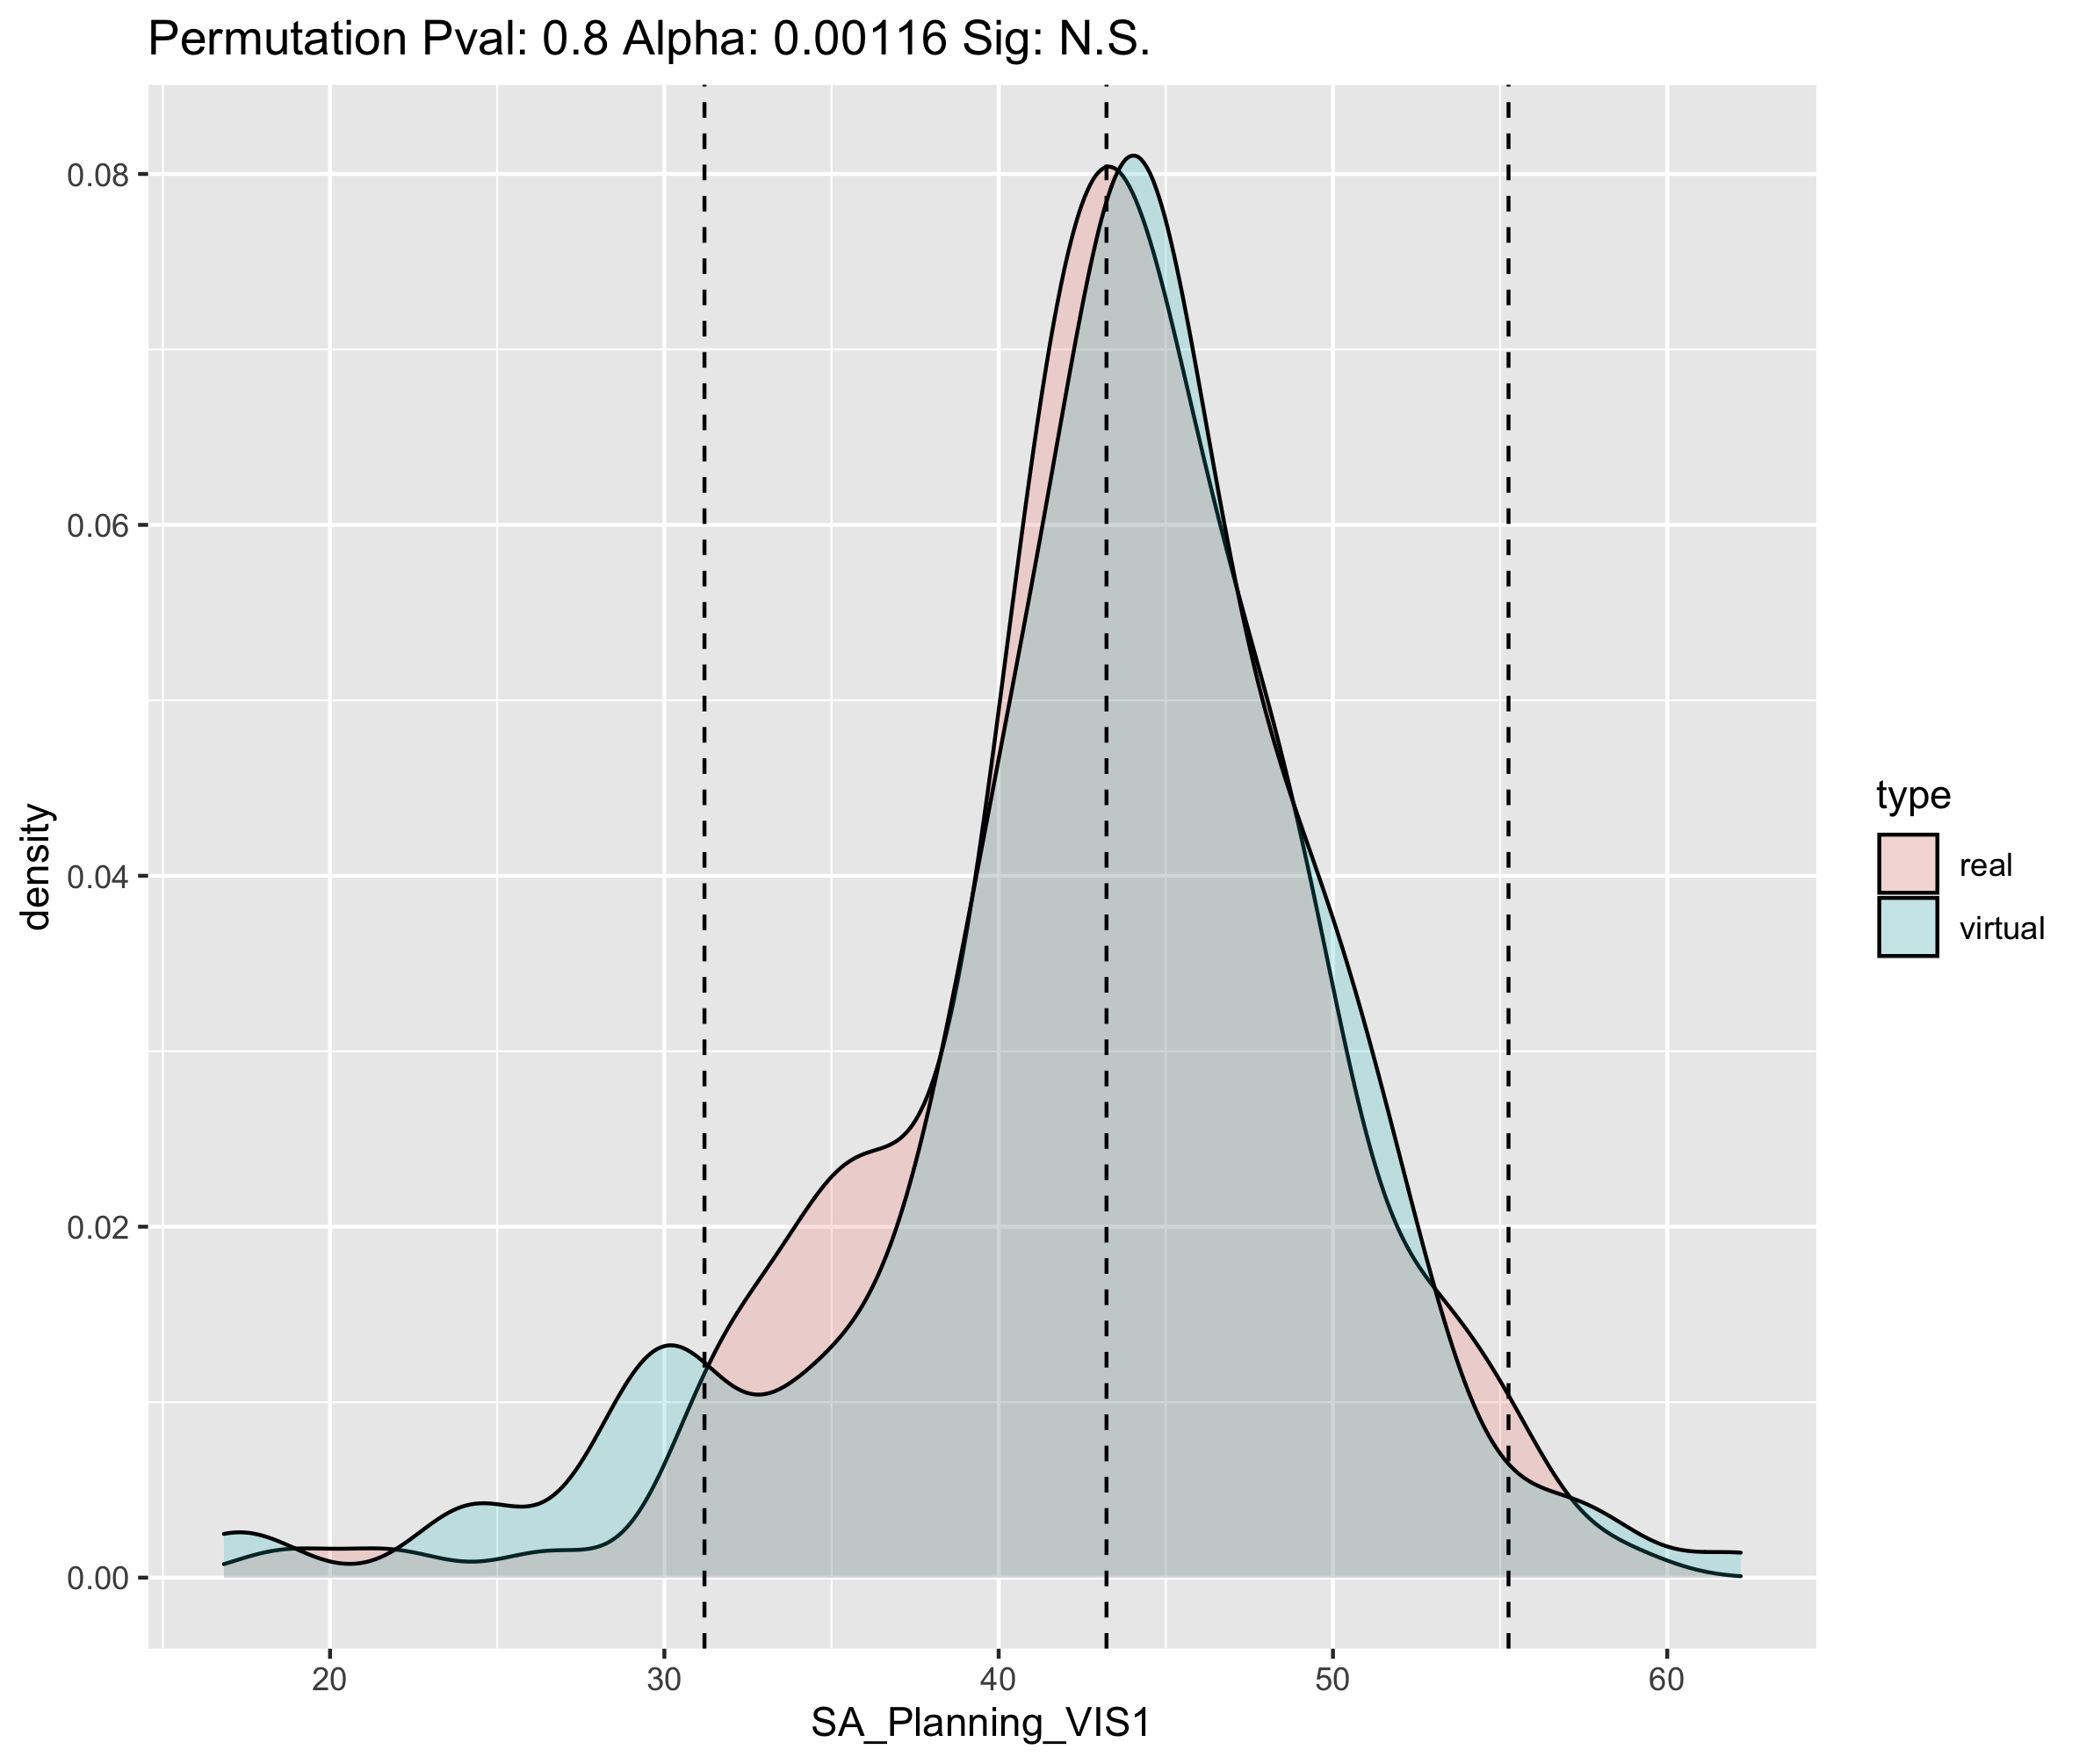 Permutation Pval: 0.8 Alpha: 0.00116 Sig: N.S.
0.08
0.06
0.04
0.02
0.00
density
20 30 40 50 60
SA_Planning_VIS1
type
real
virtual